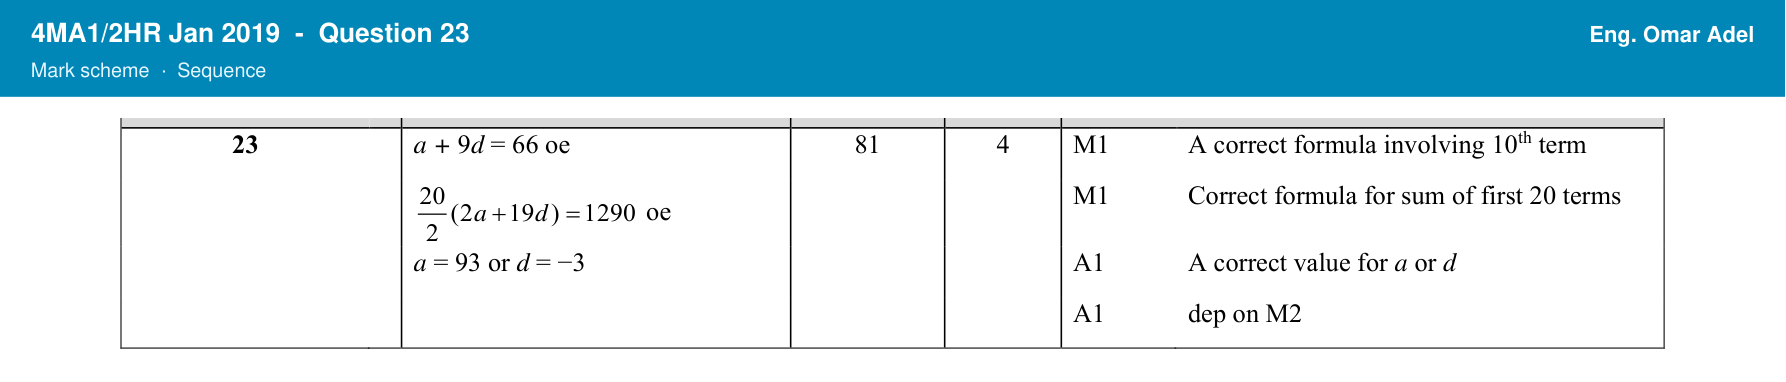 4MA1/2HR Jan 2019 - Question 23
Eng. Omar Adel
Mark scheme · Sequence
23 a + 9d = 66 oe 81 4 M1 A correct formula involving 10th term
20/2 (2a + 19d) = 1290 oe M1 Correct formula for sum of first 20 terms
a = 93 or d = −3 A1 A correct value for a or d
A1 dep on M2